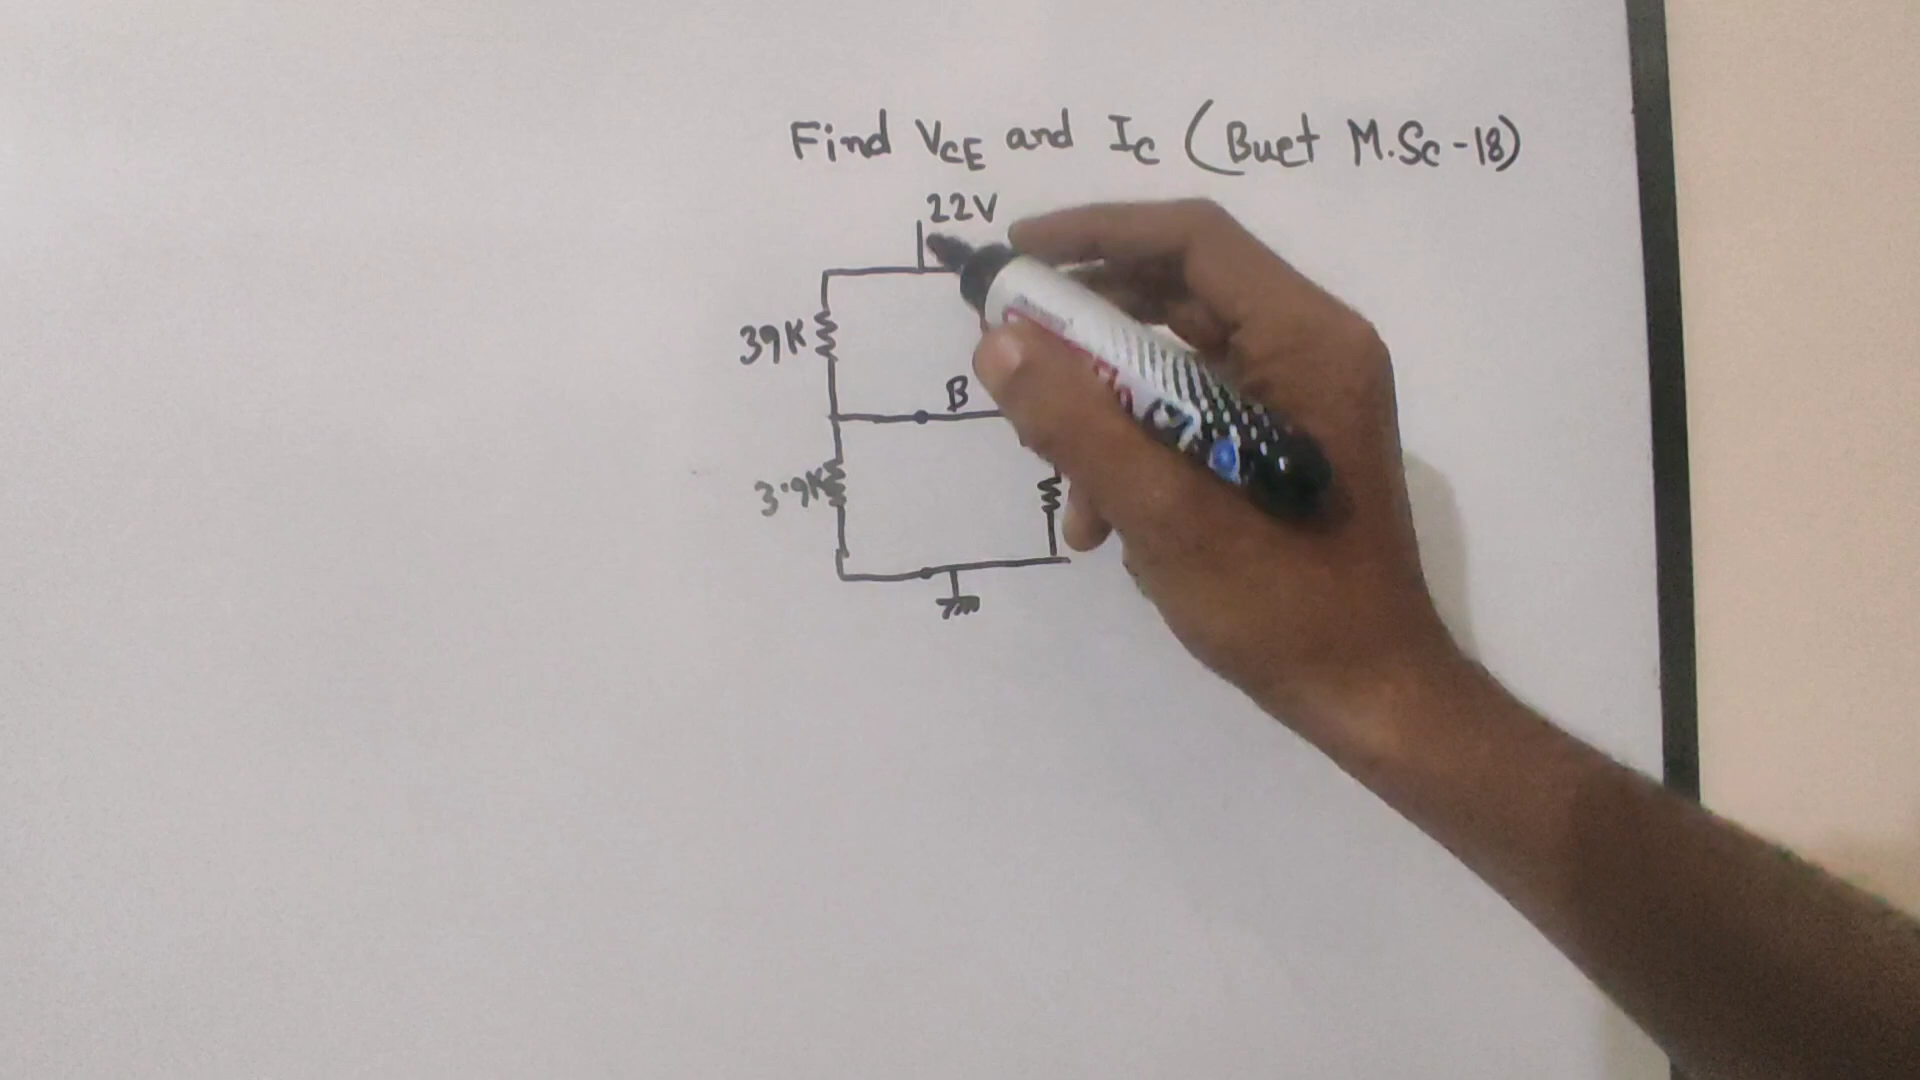 Find VCE and IC (Buet M.Sc-18)
22V
39K
B
3.9K